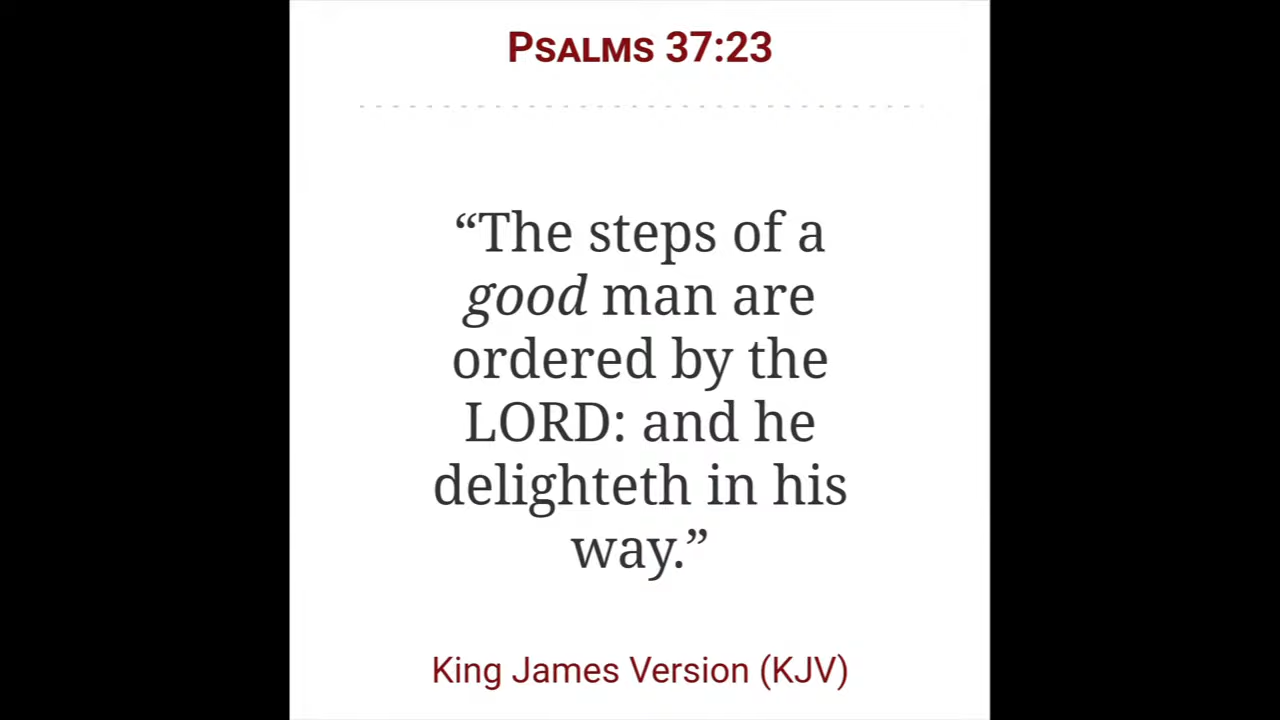 PSALMS 37:23
“The steps of a
good man are
ordered by the
LORD: and he
delighteth in his
way.”
King James Version (KJV)